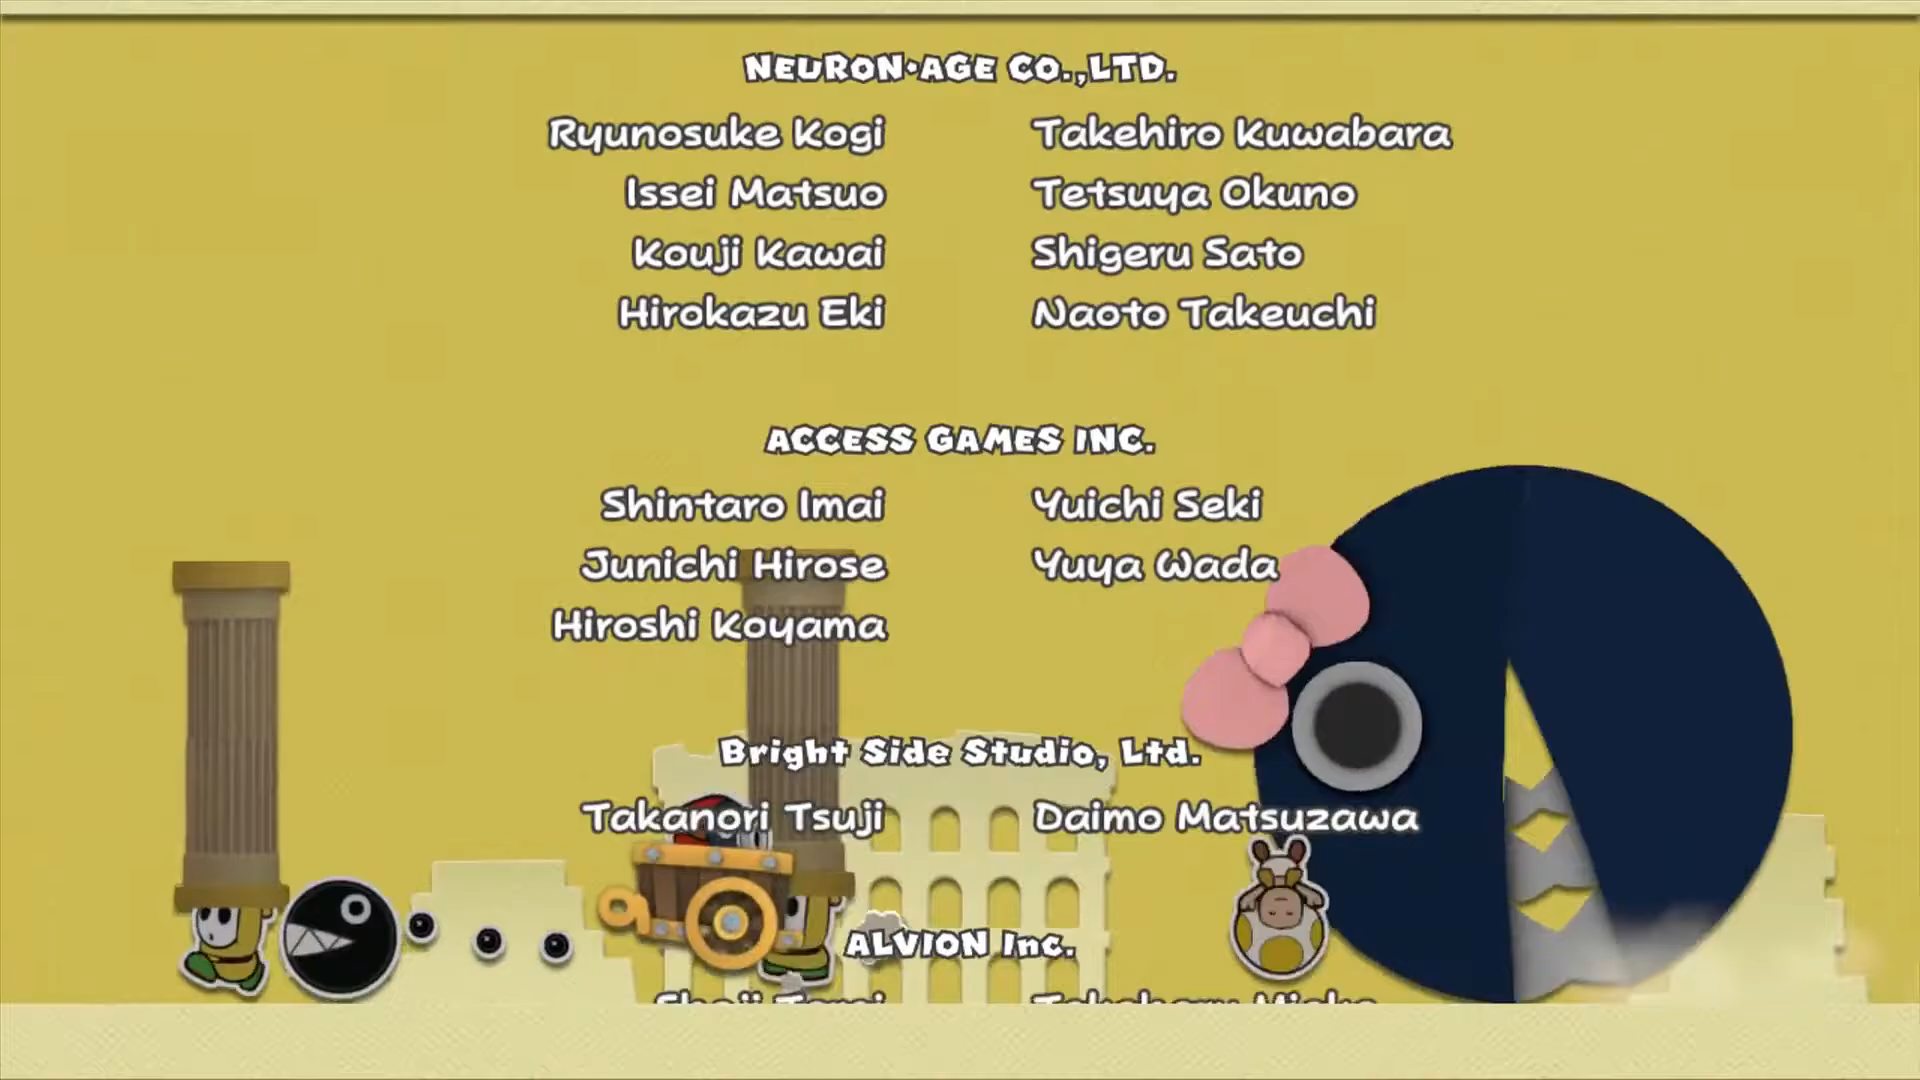 NEURON•AGE CO.,LTD.
Ryunosuke Kogi Takehiro Kuwabara
Issei Matsuo Tetsuya Okuno
Kouji Kawai Shigeru Sato
Hirokazu Eki Naoto Takeuchi
ACCESS GAMES INC.
Shintaro Imai Yuichi Seki
Junichi Hirose Yuya Wada
Hiroshi Koyama
Bright Side Studio, Ltd.
Takanori Tsuji Daimo Matsuzawa
ALVION Inc.